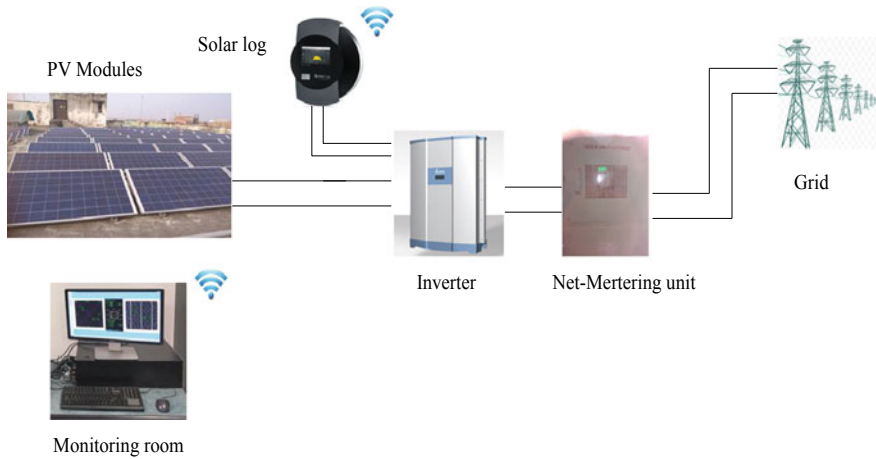 Solar log
PV Modules
Grid
Inverter
Net-Mertering unit
Monitoring room